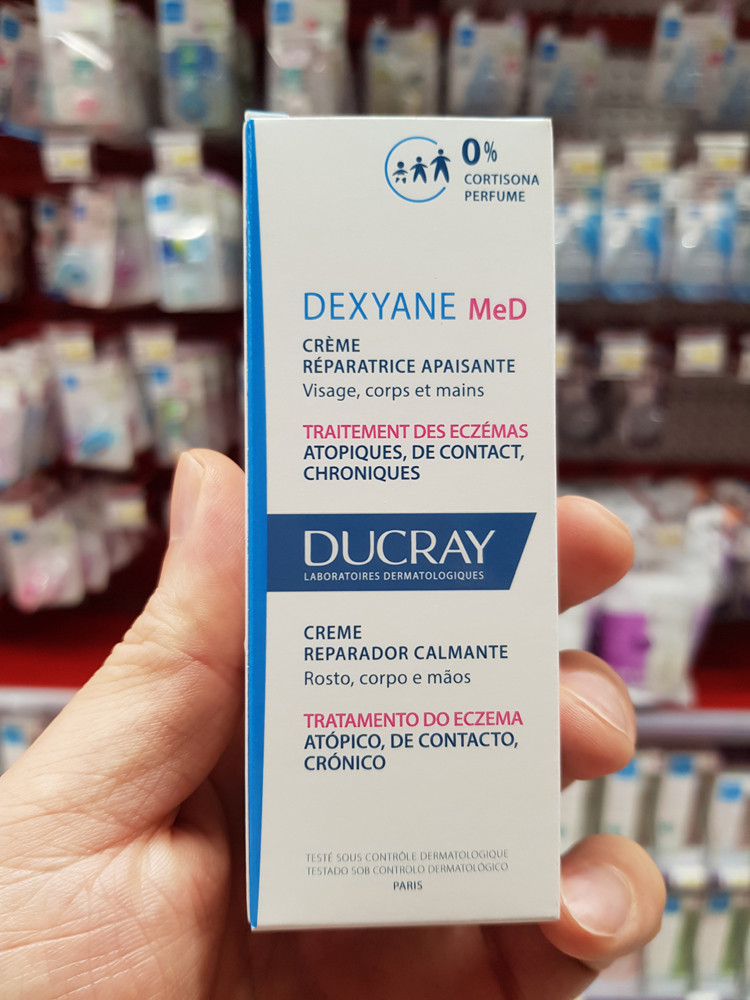 0%
CORTISONA
PERFUME
DEXYANE MeD
CRÈME
RÉPARATRICE APAISANTE
Visage, corps et mains
TRAITEMENT DES ECZÉMAS
ATOPIQUES, DE CONTACT,
CHRONIQUES
DUCRAY
LABORATOIRES DERMATOLOGIQUES
CREME
REPARADOR CALMANTE
Rosto, corpo e mãos
TRATAMENTO DO ECZEMA
ATÓPICO, DE CONTACTO,
CRÓNICO
TESTÉ SOUS CONTRÔLE DERMATOLOGIQUE
TESTADO SOB CONTROLO DERMATOLÓGICO
PARIS